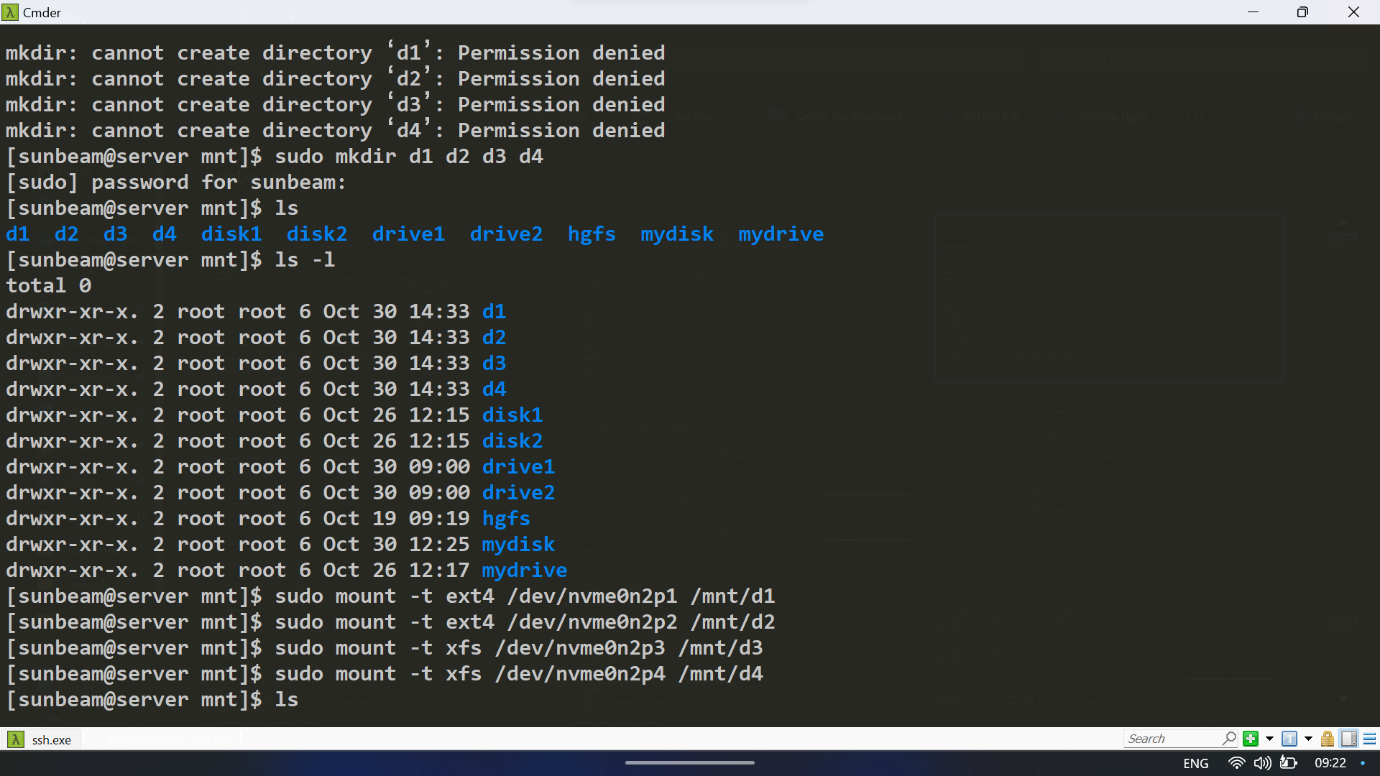 Cmder
mkdir: cannot create directory ‘d1’: Permission denied
mkdir: cannot create directory ‘d2’: Permission denied
mkdir: cannot create directory ‘d3’: Permission denied
mkdir: cannot create directory ‘d4’: Permission denied
[sunbeam@server mnt]$ sudo mkdir d1 d2 d3 d4
[sudo] password for sunbeam:
[sunbeam@server mnt]$ ls
d1  d2  d3  d4  disk1  disk2  drive1  drive2  hgfs  mydisk  mydrive
[sunbeam@server mnt]$ ls -l
total 0
drwxr-xr-x. 2 root root 6 Oct 30 14:33 d1
drwxr-xr-x. 2 root root 6 Oct 30 14:33 d2
drwxr-xr-x. 2 root root 6 Oct 30 14:33 d3
drwxr-xr-x. 2 root root 6 Oct 30 14:33 d4
drwxr-xr-x. 2 root root 6 Oct 26 12:15 disk1
drwxr-xr-x. 2 root root 6 Oct 26 12:15 disk2
drwxr-xr-x. 2 root root 6 Oct 30 09:00 drive1
drwxr-xr-x. 2 root root 6 Oct 30 09:00 drive2
drwxr-xr-x. 2 root root 6 Oct 19 09:19 hgfs
drwxr-xr-x. 2 root root 6 Oct 30 12:25 mydisk
drwxr-xr-x. 2 root root 6 Oct 26 12:17 mydrive
[sunbeam@server mnt]$ sudo mount -t ext4 /dev/nvme0n2p1 /mnt/d1
[sunbeam@server mnt]$ sudo mount -t ext4 /dev/nvme0n2p2 /mnt/d2
[sunbeam@server mnt]$ sudo mount -t xfs /dev/nvme0n2p3 /mnt/d3
[sunbeam@server mnt]$ sudo mount -t xfs /dev/nvme0n2p4 /mnt/d4
[sunbeam@server mnt]$ ls
ssh.exe
Search
ENG 09:22